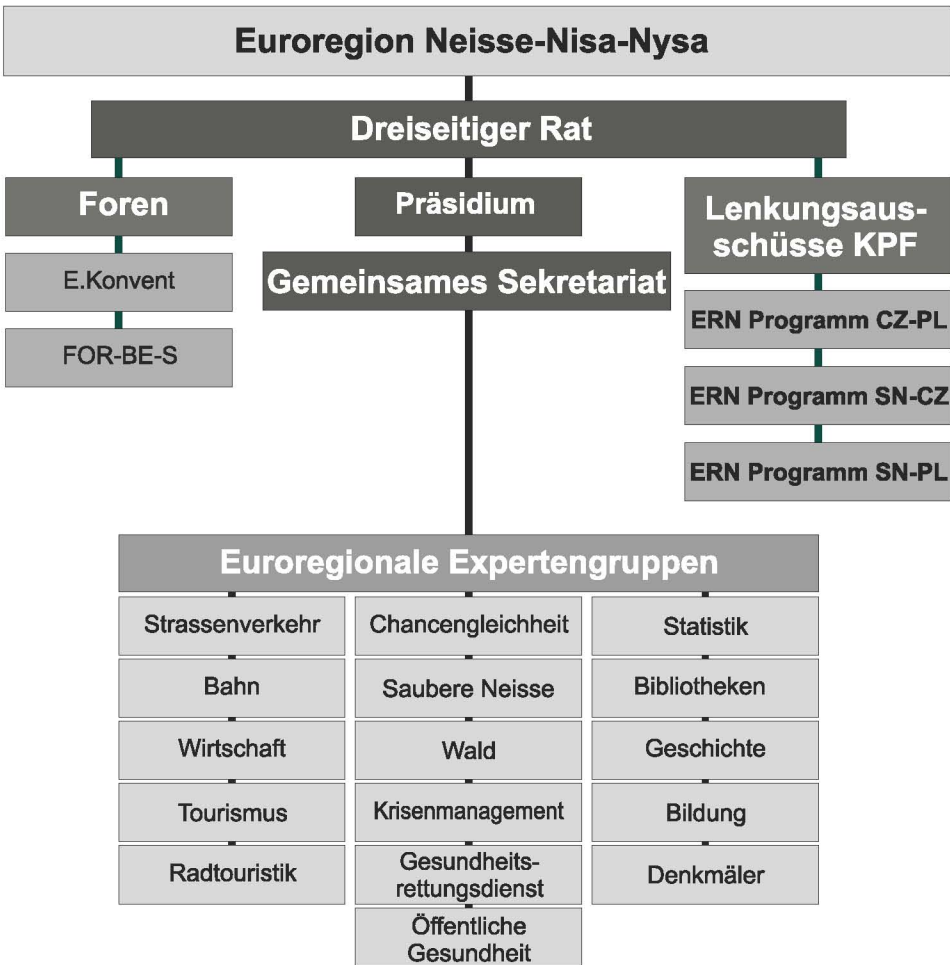 Euroregion Neisse-Nisa-Nysa
Dreiseitiger Rat
Foren
E.Konvent
FOR-BE-S
Präsidium
Gemeinsames Sekretariat
Lenkungsaus-
schüsse KPF
ERN Programm CZ-PL
ERN Programm SN-CZ
ERN Programm SN-PL
Euroregionale Expertengruppen
Strassenverkehr
Bahn
Wirtschaft
Tourismus
Radtouristik
Chancengleichheit
Saubere Neisse
Wald
Krisenmanagement
Gesundheits-
rettungsdienst
Öffentliche
Gesundheit
Statistik
Bibliotheken
Geschichte
Bildung
Denkmäler